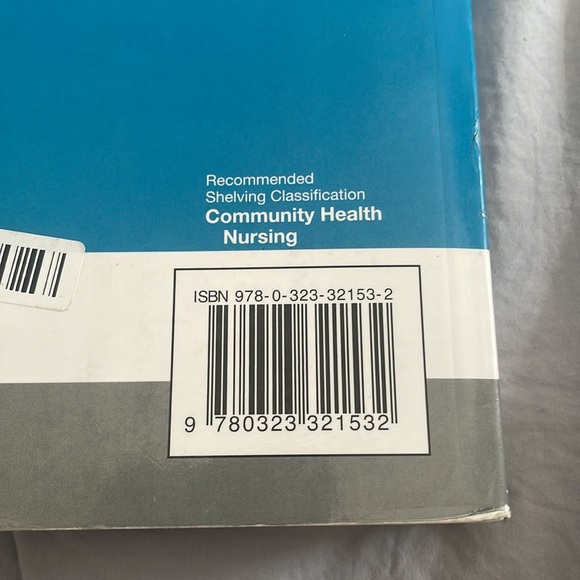 Recommended
Shelving Classification
Community Health
Nursing
ISBN 978-0-323-32153-2
9 780323 321532